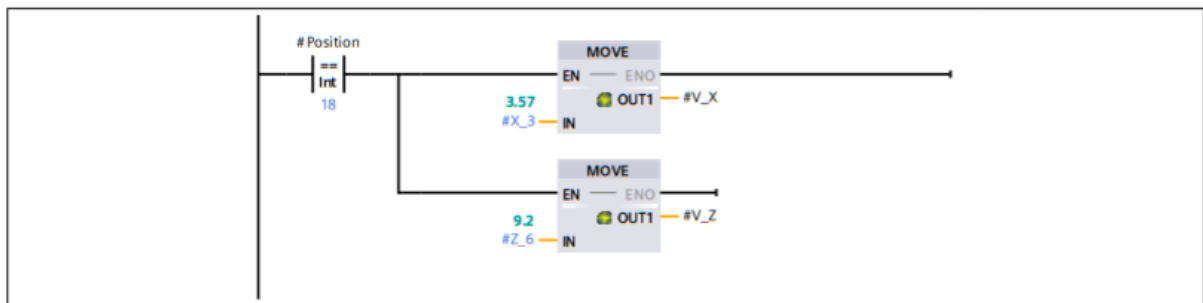 #Position
==
Int
18
MOVE
EN ENO
3.57 OUT1 #V_X
#X_3 IN
MOVE
EN ENO
9.2 OUT1 #V_Z
#Z_6 IN